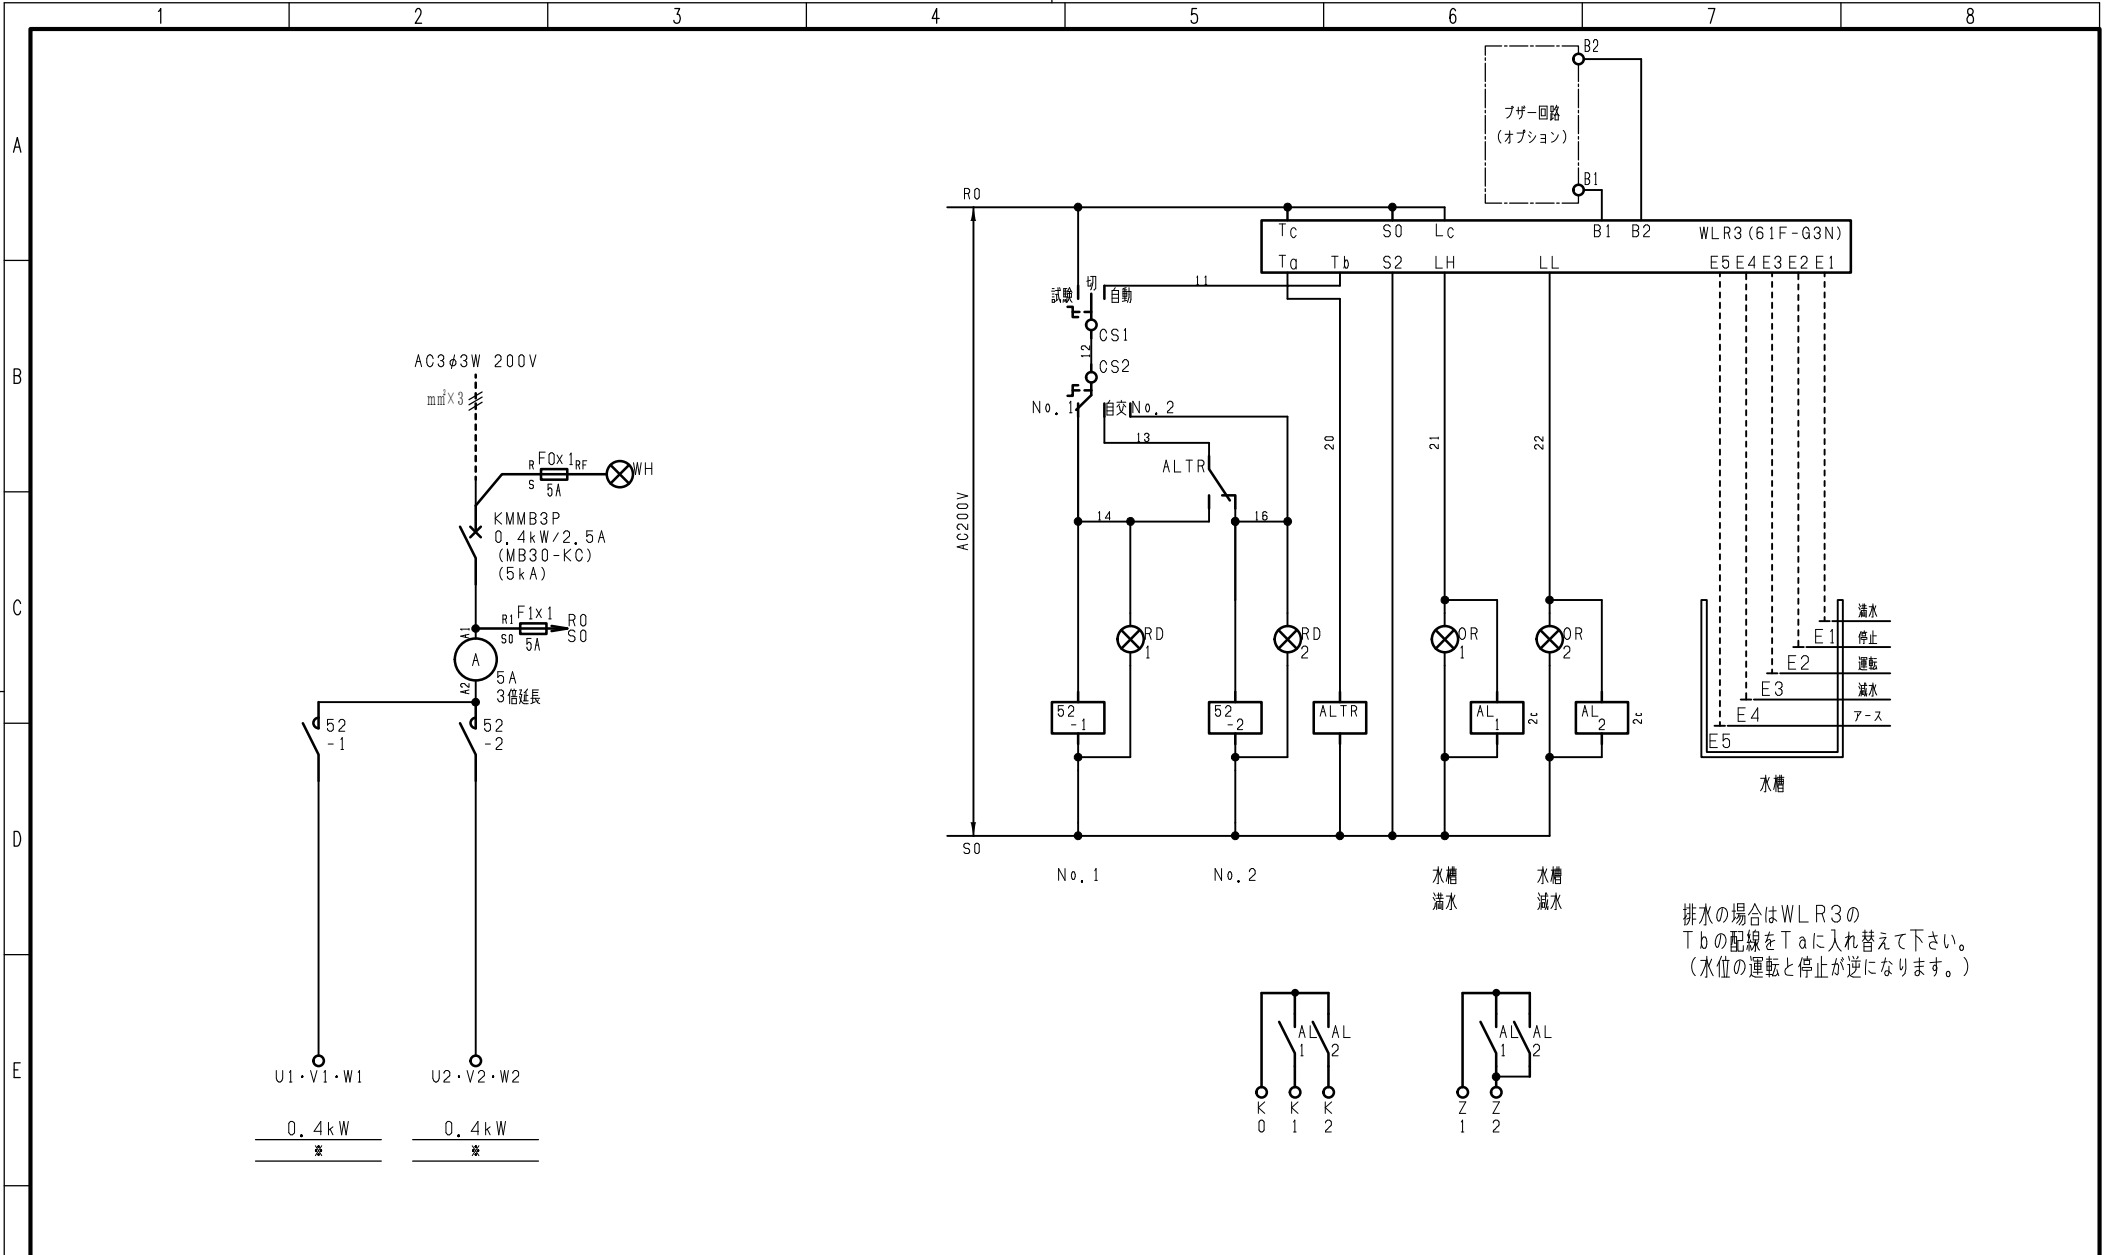 1 2 3 4 5 6 7 8
A
B
C
D
E
AC3φ3W 200V
mm²×3
R F0×1 RF
S 5A
WH
KMMB3P
0.4kW/2.5A
(MB30-KC)
(5kA)
R1 F1×1 R0
S0 5A S0
A1
A
A2
5A
3倍延長
52
-1
52
-2
U1・V1・W1
U2・V2・W2
0.4kW
※
0.4kW
※
B2
ブザー回路
(オプション)
B1
R0
AC200V
S0
Tc S0 Lc B1 B2 WLR3(61F-G3N)
Ta Tb S2 LH LL E5 E4 E3 E2 E1
試験 切 自動
11
CS1
12
CS2
No.1 自交 No.2
13
ALTR
14
16
20
21
22
RD
1
RD
2
OR
1
OR
2
52
-1
52
-2
ALTR
AL
1
2c
AL
2
2c
満水
E1 停止
E2 運転
E3 減水
E4 アース
E5
水槽
No.1
No.2
水槽
満水
水槽
減水
排水の場合はWLR3の
Tbの配線をTaに入れ替えて下さい。
(水位の運転と停止が逆になります。)
AL
1
AL
2
K
0
K
1
K
2
AL
1
AL
2
Z
1
Z
2